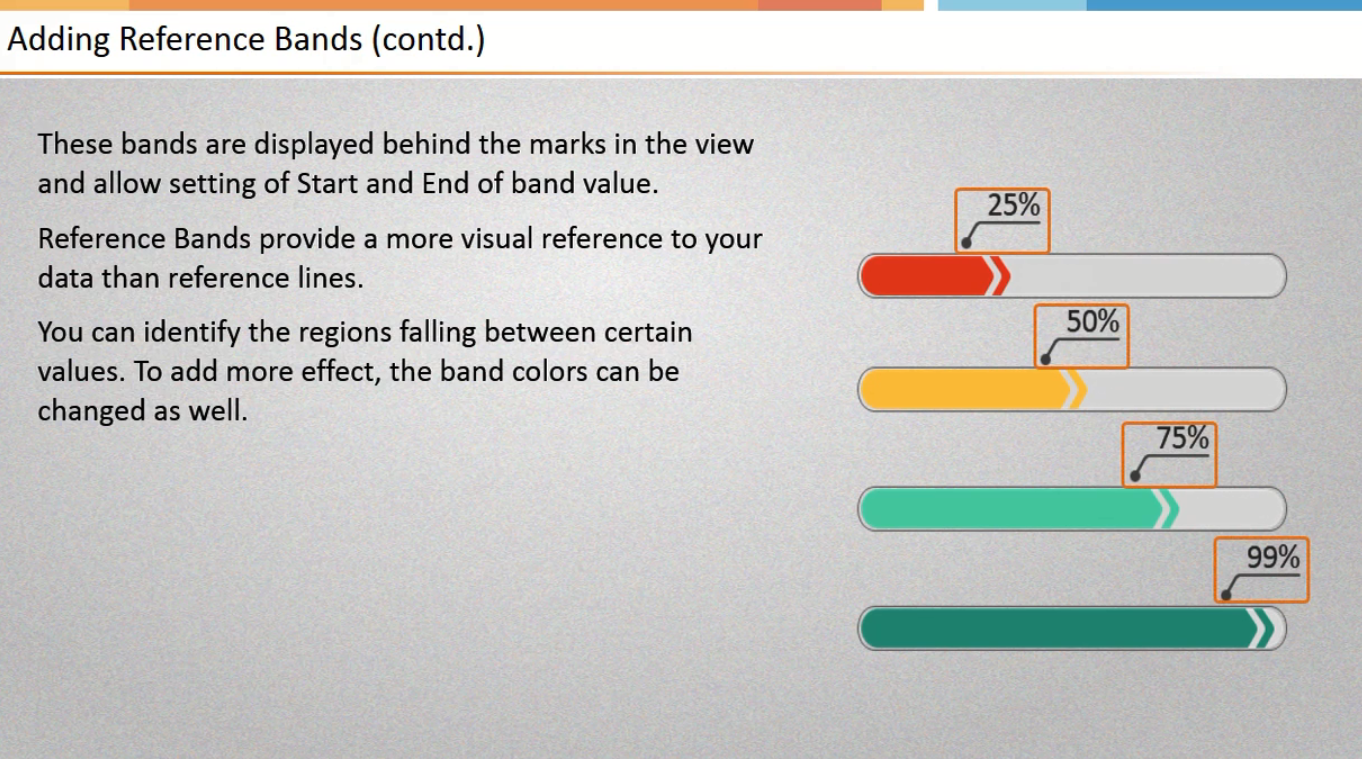 Adding Reference Bands (contd.)
These bands are displayed behind the marks in the view
and allow setting of Start and End of band value.
Reference Bands provide a more visual reference to your
data than reference lines.
You can identify the regions falling between certain
values. To add more effect, the band colors can be
changed as well.
25%
50%
75%
99%